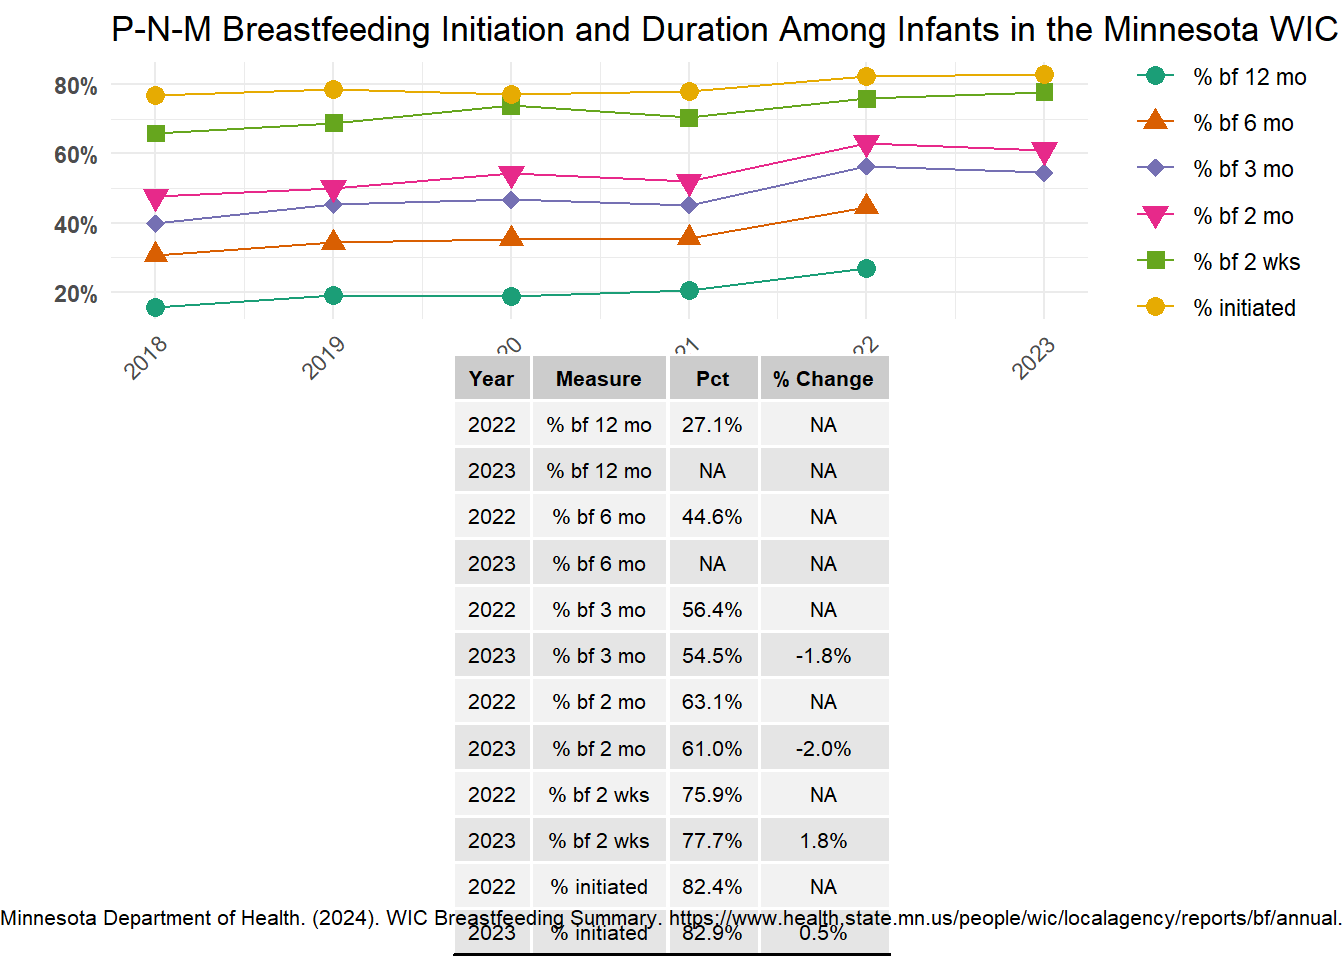 P-N-M Breastfeeding Initiation and Duration Among Infants in the Minnesota WIC
80%
60%
40%
20%
2018
2019
20
21
22
2023
% bf 12 mo
% bf 6 mo
% bf 3 mo
% bf 2 mo
% bf 2 wks
% initiated
Year Measure Pct % Change
2022 % bf 12 mo 27.1% NA
2023 % bf 12 mo NA NA
2022 % bf 6 mo 44.6% NA
2023 % bf 6 mo NA NA
2022 % bf 3 mo 56.4% NA
2023 % bf 3 mo 54.5% -1.8%
2022 % bf 2 mo 63.1% NA
2023 % bf 2 mo 61.0% -2.0%
2022 % bf 2 wks 75.9% NA
2023 % bf 2 wks 77.7% 1.8%
2022 % initiated 82.4% NA
Minnesota Department of Health. (2024). WIC Breastfeeding Summary. https://www.health.state.mn.us/people/wic/localagency/reports/bf/annual.
2023 % initiated 82.9% 0.5%